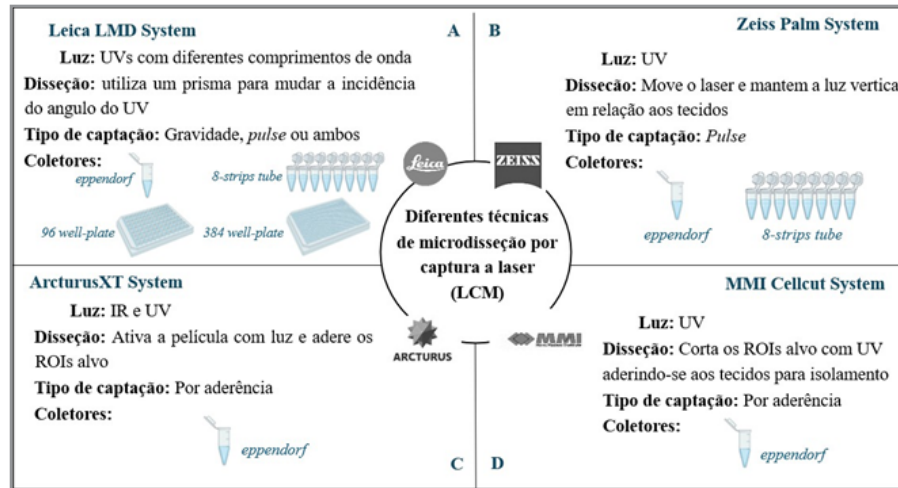 Leica LMD System
A
Luz: UVs com diferentes comprimentos de onda
Disseção: utiliza um prisma para mudar a incidência
do angulo do UV
Tipo de captação: Gravidade, pulse ou ambos
Coletores:
eppendorf
8-strips tube
96 well-plate
384 well-plate
Leica
B
Zeiss Palm System
Luz: UV
Disseção: Move o laser e mantem a luz vertica
em relação aos tecidos
Tipo de captação: Pulse
Coletores:
eppendorf
8-strips tube
ZEISS
Diferentes técnicas
de microdisseção por
captura a laser
(LCM)
ArcturusXT System
Luz: IR e UV
Disseção: Ativa a película com luz e adere os
ROIs alvo
Tipo de captação: Por aderência
Coletores:
eppendorf
ARCTURUS
C
MMI Cellcut System
Luz: UV
Disseção: Corta os ROIs alvo com UV
aderindo-se aos tecidos para isolamento
Tipo de captação: Por aderência
Coletores:
eppendorf
MMI
D